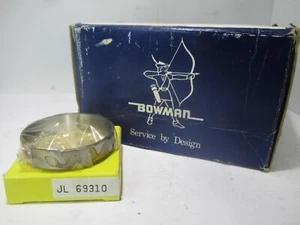 BOWMAN
Service by Design
JL 69310